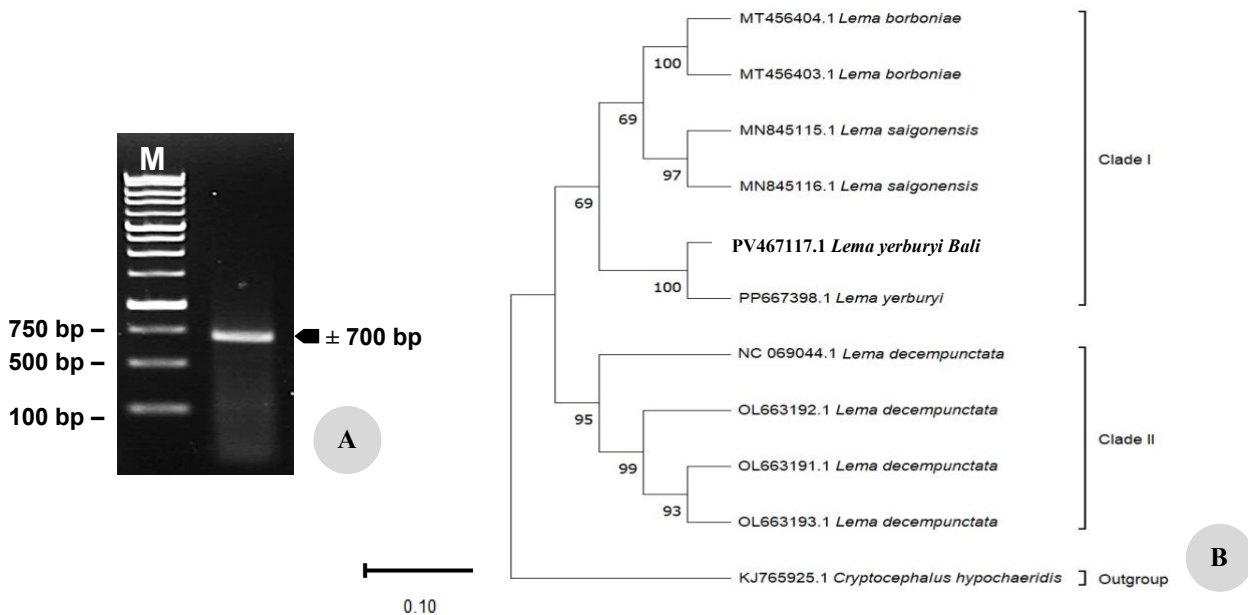 M
750 bp –
500 bp –
100 bp –
± 700 bp
A
MT456404.1 Lema borboniae
MT456403.1 Lema borboniae
MN845115.1 Lema saigonensis
MN845116.1 Lema saigonensis
PV467117.1 Lema yerburyi Bali
PP667398.1 Lema yerburyi
NC 069044.1 Lema decempunctata
OL663192.1 Lema decempunctata
OL663191.1 Lema decempunctata
OL663193.1 Lema decempunctata
KJ765925.1 Cryptocephalus hypochaeridis
100
69
97
69
100
95
99
93
Clade I
Clade II
Outgroup
0.10
B